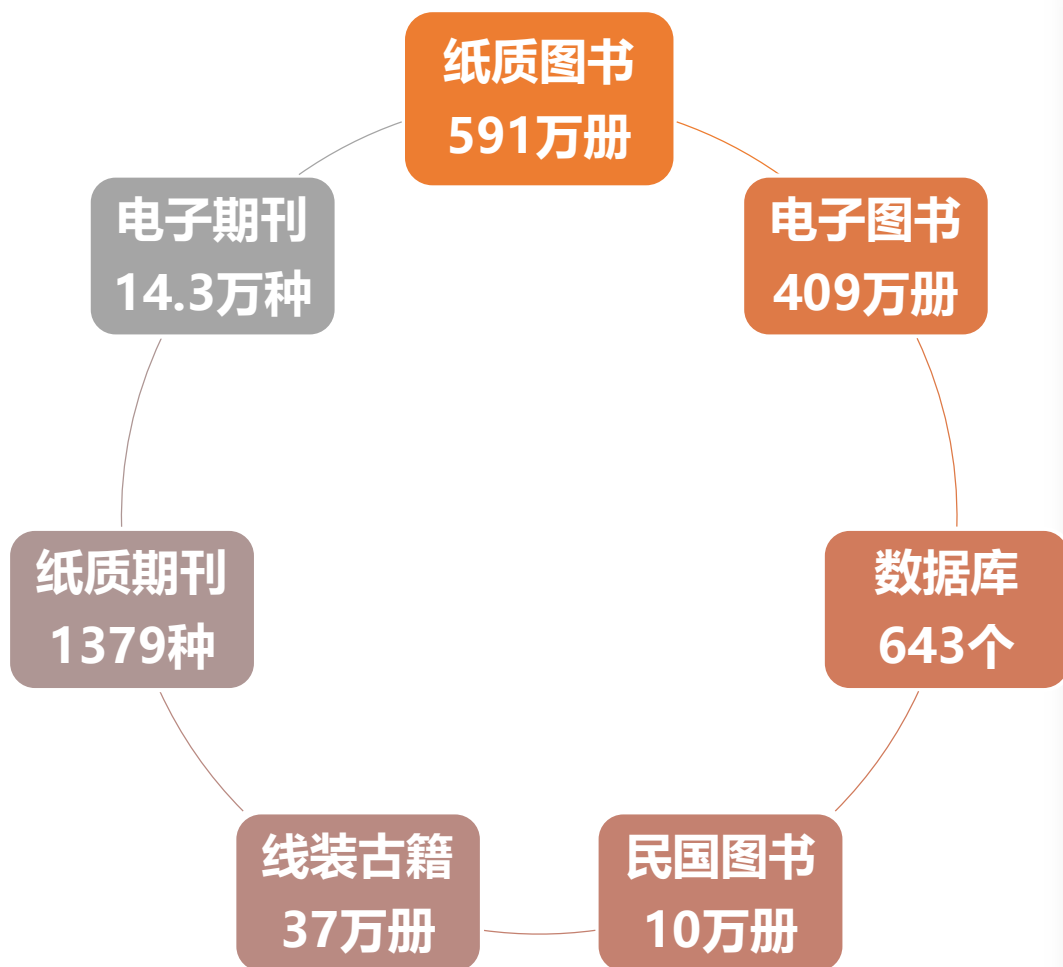 纸质图书
591万册
电子图书
409万册
数据库
643个
民国图书
10万册
线装古籍
37万册
纸质期刊
1379种
电子期刊
14.3万种